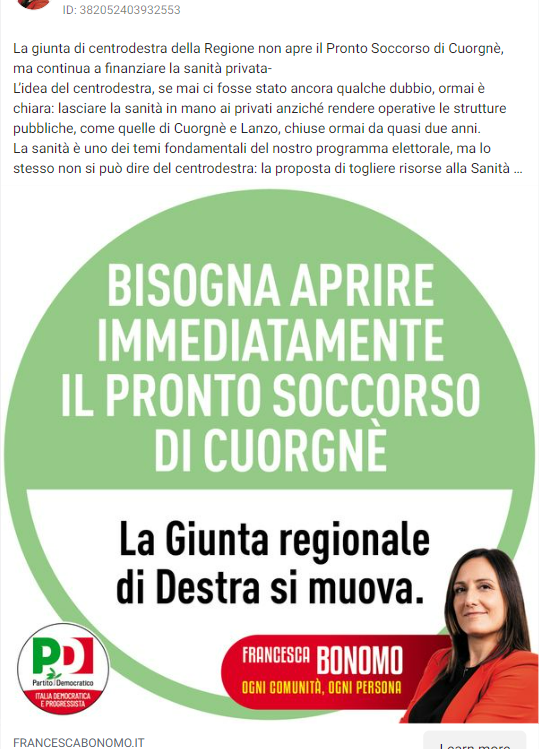 ID: 382052403932553
La giunta di centrodestra della Regione non apre il Pronto Soccorso di Cuorgnè,
ma continua a finanziare la sanità privata-
L'idea del centrodestra, se mai ci fosse stato ancora qualche dubbio, ormai è
chiara: lasciare la sanità in mano ai privati anziché rendere operative le strutture
pubbliche, come quelle di Cuorgnè e Lanzo, chiuse ormai da quasi due anni.
La sanità è uno dei temi fondamentali del nostro programma elettorale, ma lo
stesso non si può dire del centrodestra: la proposta di togliere risorse alla Sanità ...
BISOGNA APRIRE
IMMEDIATAMENTE
IL PRONTO SOCCORSO
DI CUORGNÈ
La Giunta regionale
di Destra si muova.
PD
Partito Democratico
ITALIA DEMOCRATICA
E PROGRESSISTA
FRANCESCA BONOMO
OGNI COMUNITÀ, OGNI PERSONA
FRANCESCABONOMO.IT
Learn more